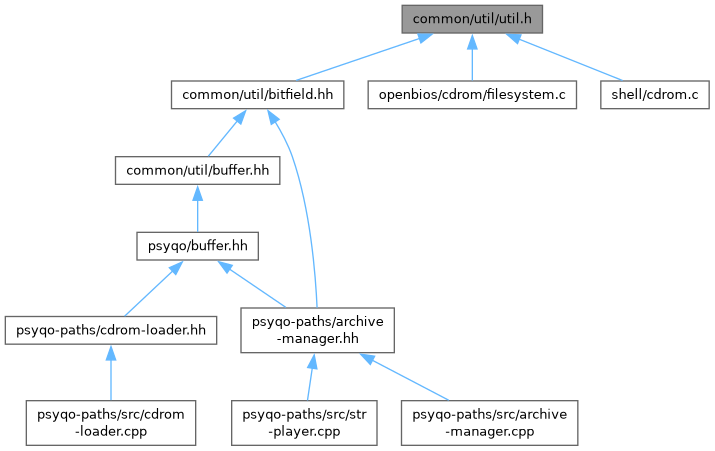 common/util/util.h
common/util/bitfield.hh
openbios/cdrom/filesystem.c
shell/cdrom.c
common/util/buffer.hh
psyqo/buffer.hh
psyqo-paths/cdrom-loader.hh
psyqo-paths/archive
-manager.hh
psyqo-paths/src/cdrom
-loader.cpp
psyqo-paths/src/str
-player.cpp
psyqo-paths/src/archive
-manager.cpp